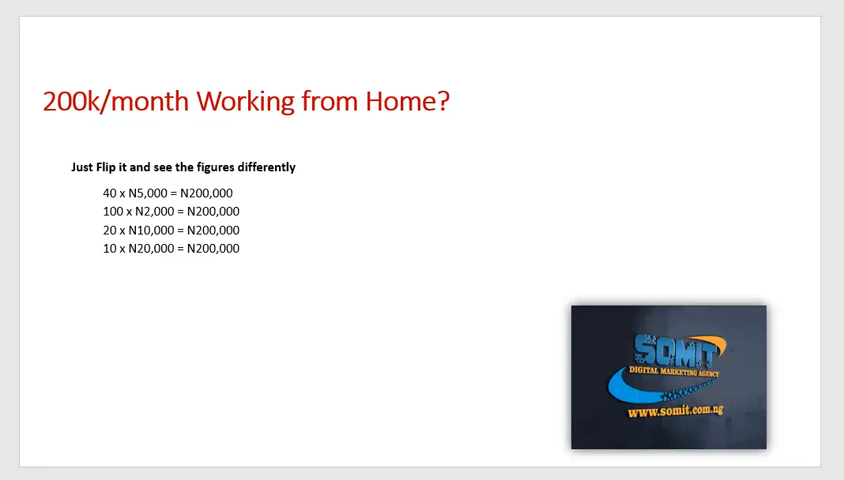 200k/month Working from Home?
Just Flip it and see the figures differently
40 x N5,000 = N200,000
100 x N2,000 = N200,000
20 x N10,000 = N200,000
10 x N20,000 = N200,000
SOMIT
DIGITAL MARKETING AGENCY
www.somit.com.ng